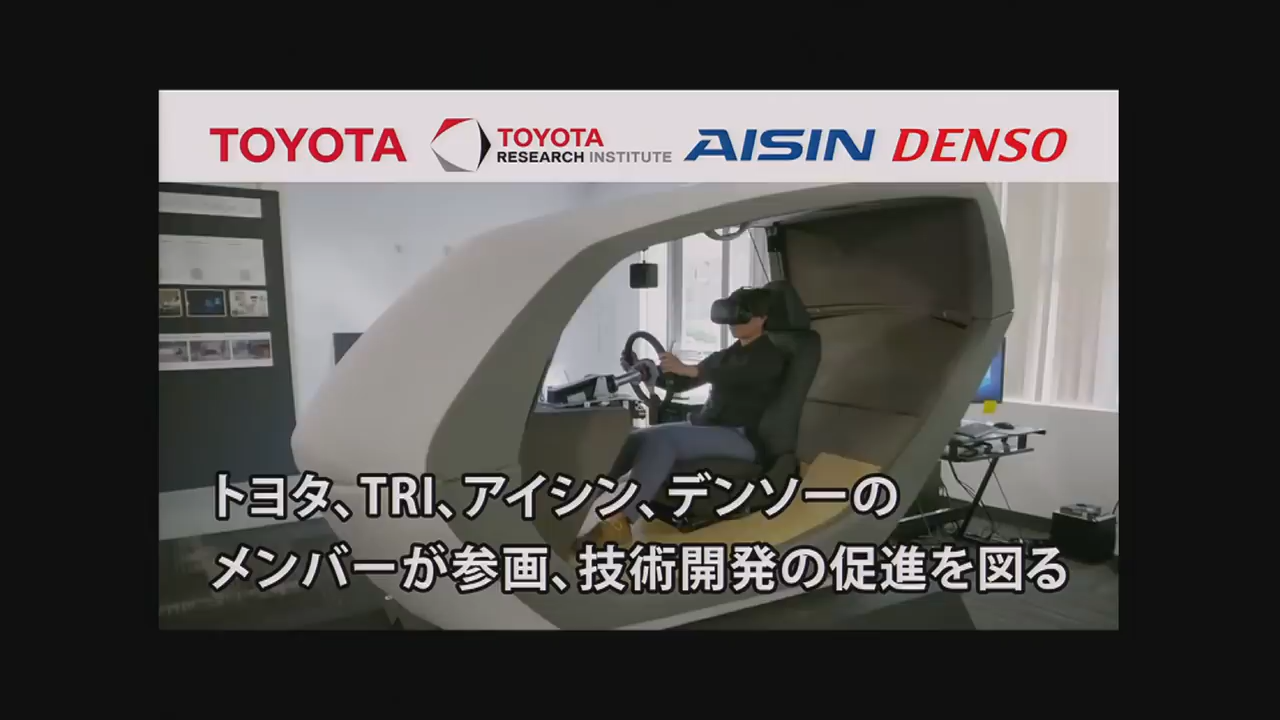 TOYOTA
TOYOTA
RESEARCH INSTITUTE
AISIN
DENSO
トヨタ、TRI、アイシン、デンソーの
メンバーが参画、技術開発の促進を図る